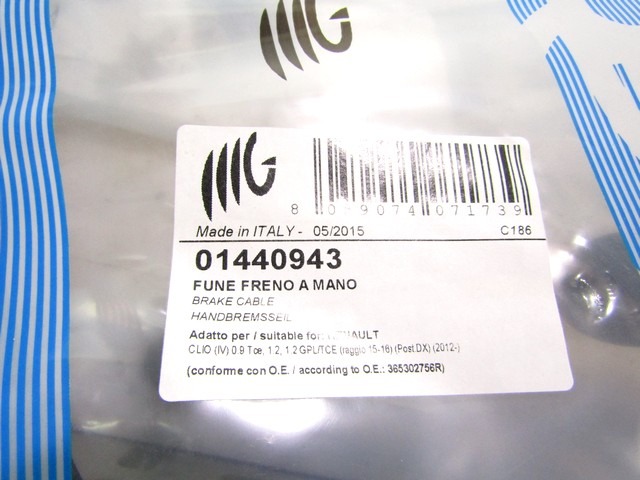 MG
MG
8 009074 071739
Made in ITALY - 05/2015 C186
01440943
FUNE FRENO A MANO
BRAKE CABLE
HANDBREMSSEIL
Adatto per / suitable for:
CLIO (IV) 0.9 Tce, 1.2, 1.2 GPL/TCE (raggio 15-16) (Post.DX) (2012-)
(conforme con O.E. / according to O.E.: 365302756R)